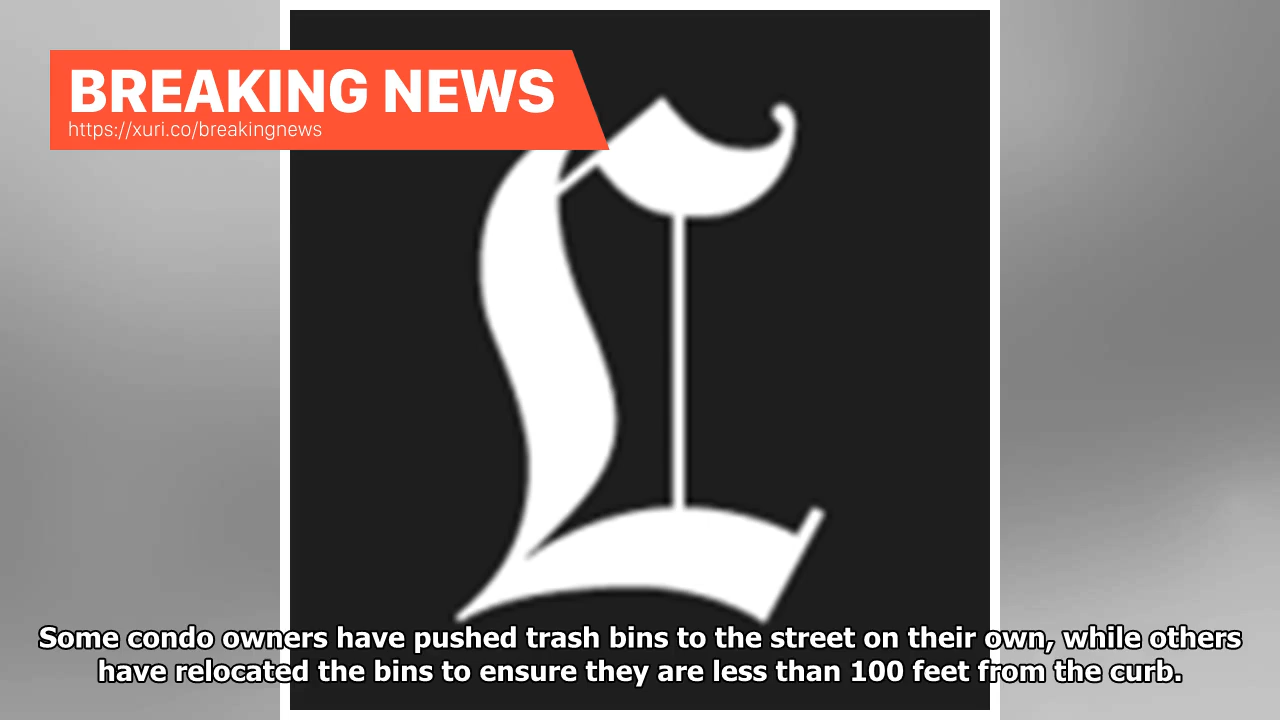 BREAKING NEWS
https://xuri.co/breakingnews
L
Some condo owners have pushed trash bins to the street on their own, while others
have relocated the bins to ensure they are less than 100 feet from the curb.